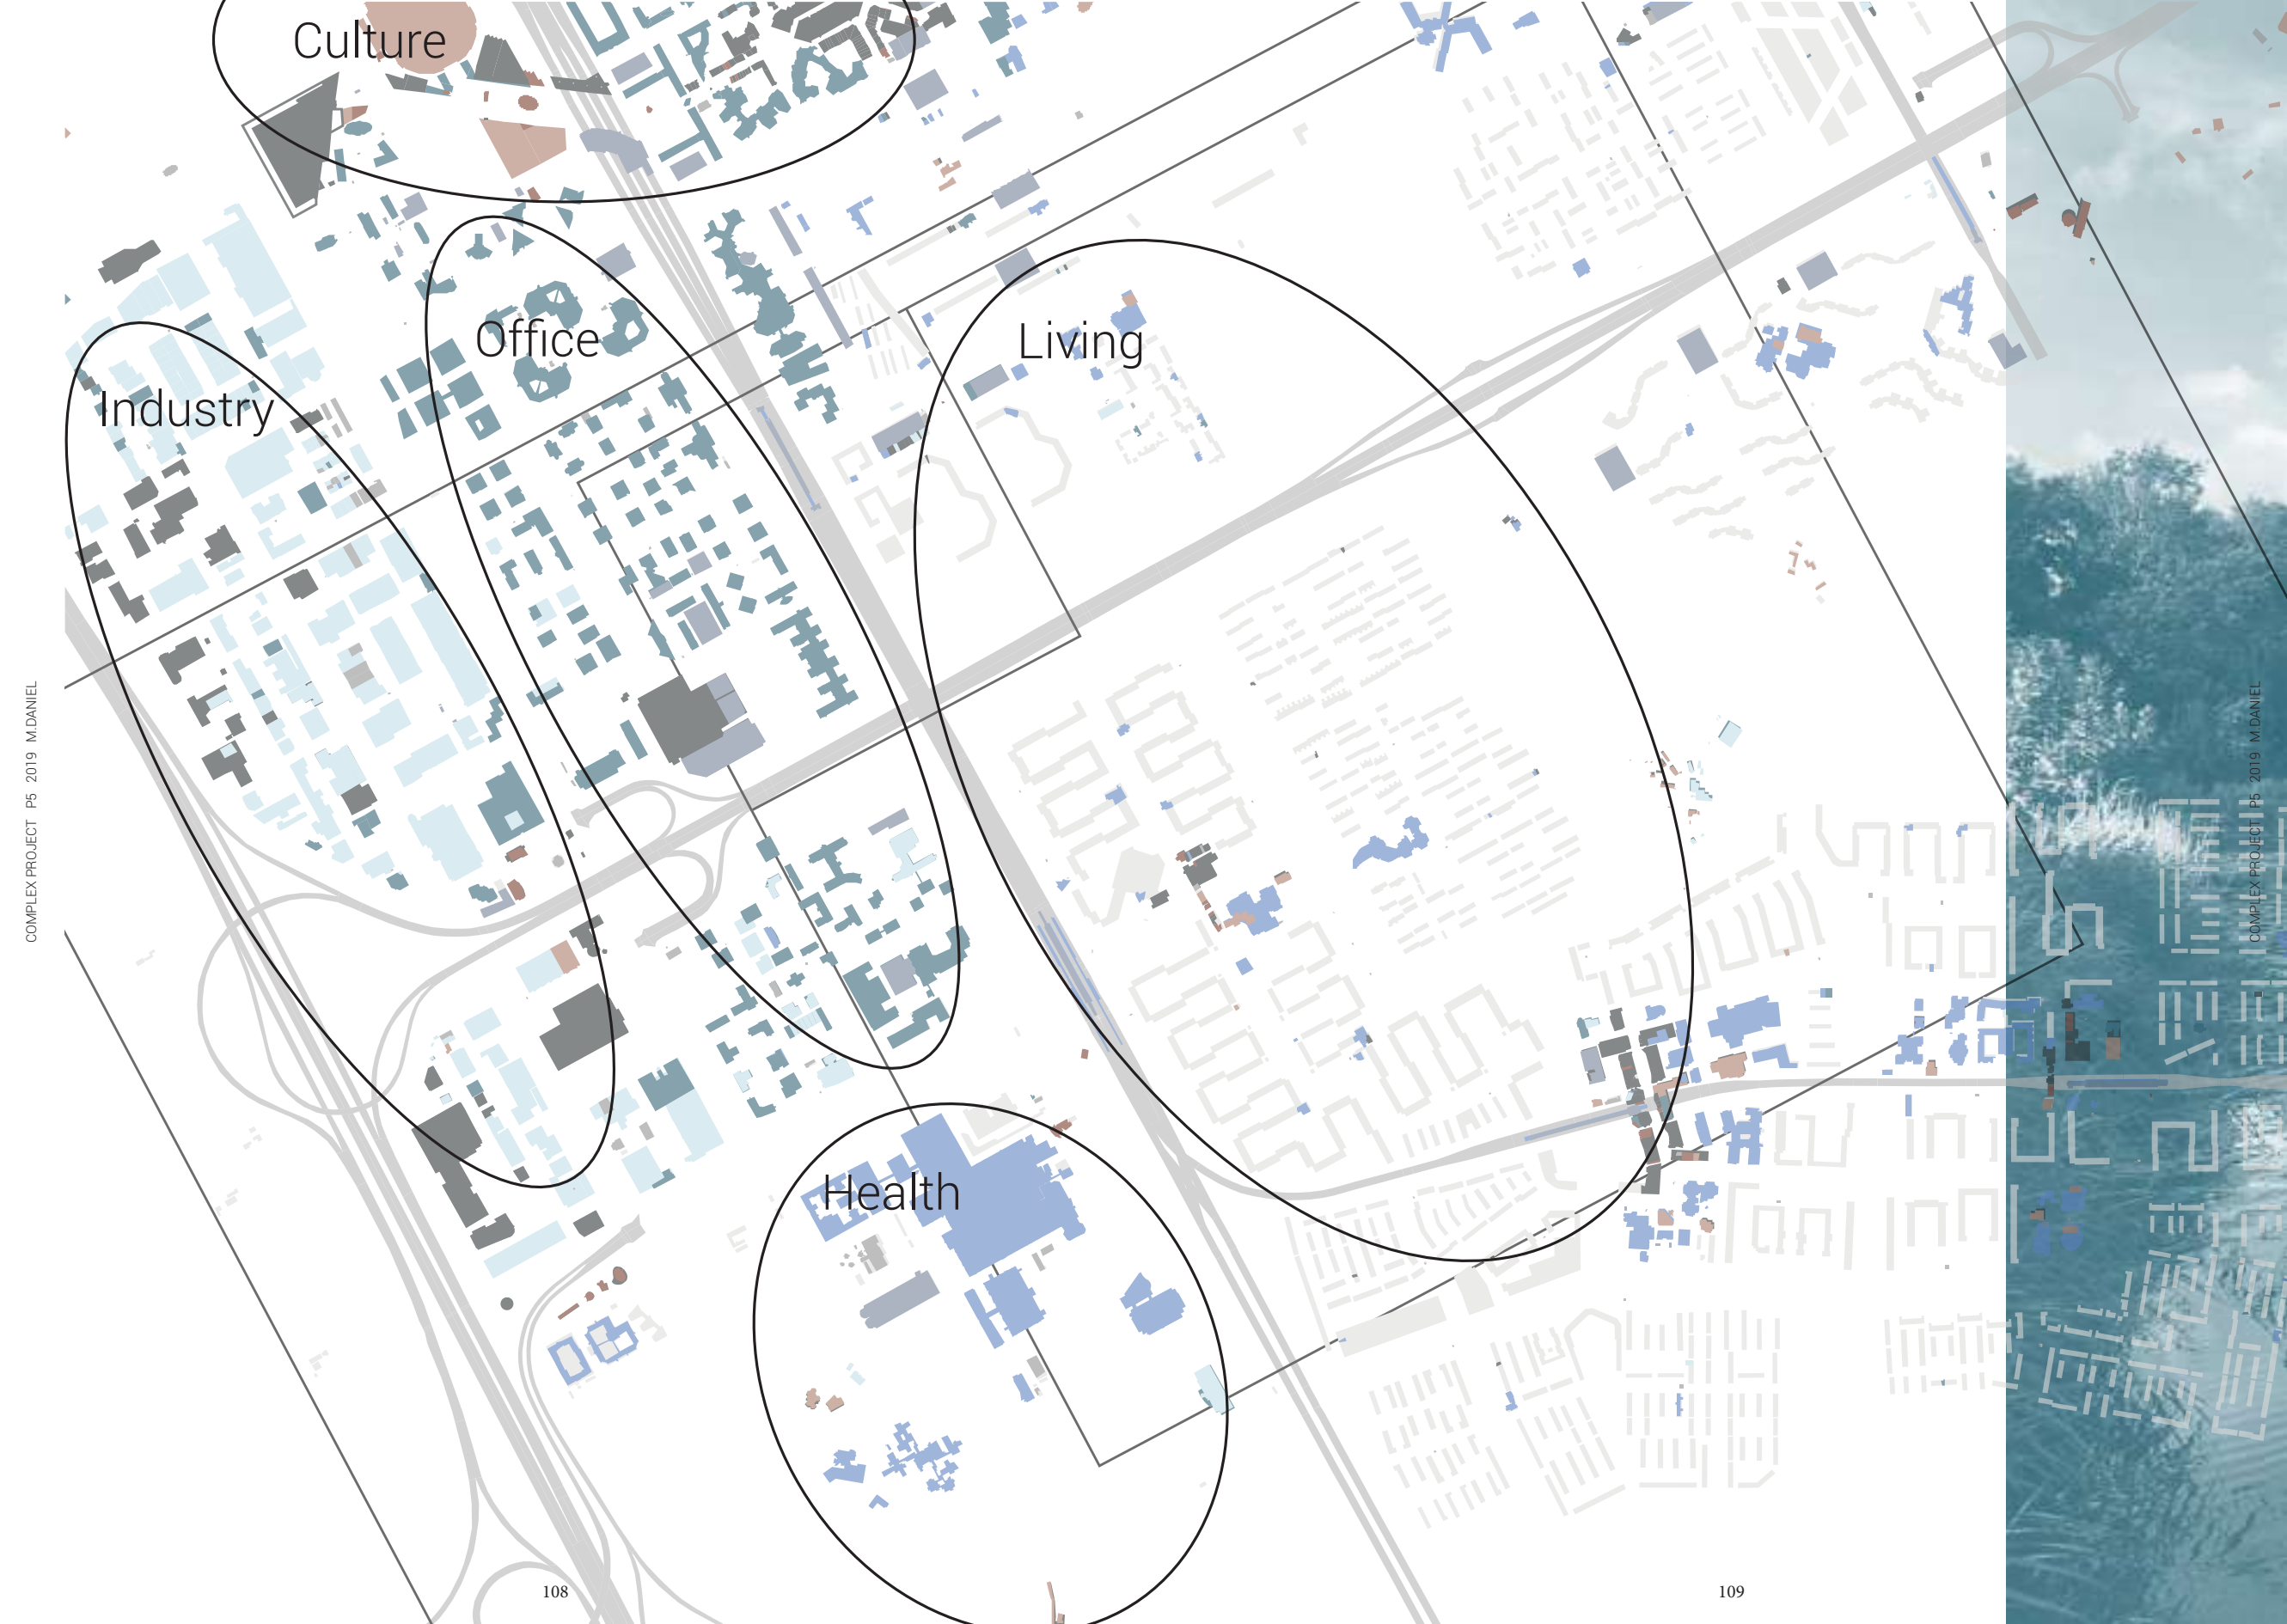 Culture
Office
Living
Industry
Health
COMPLEX PROJECT P5 2019 M.DANIEL
COMPLEX PROJECT P5 2019 M.DANIEL
108
109